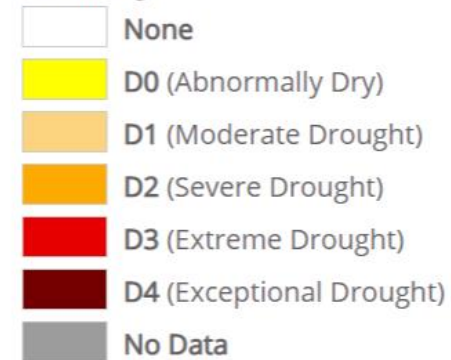 None
D0 (Abnormally Dry)
D1 (Moderate Drought)
D2 (Severe Drought)
D3 (Extreme Drought)
D4 (Exceptional Drought)
No Data